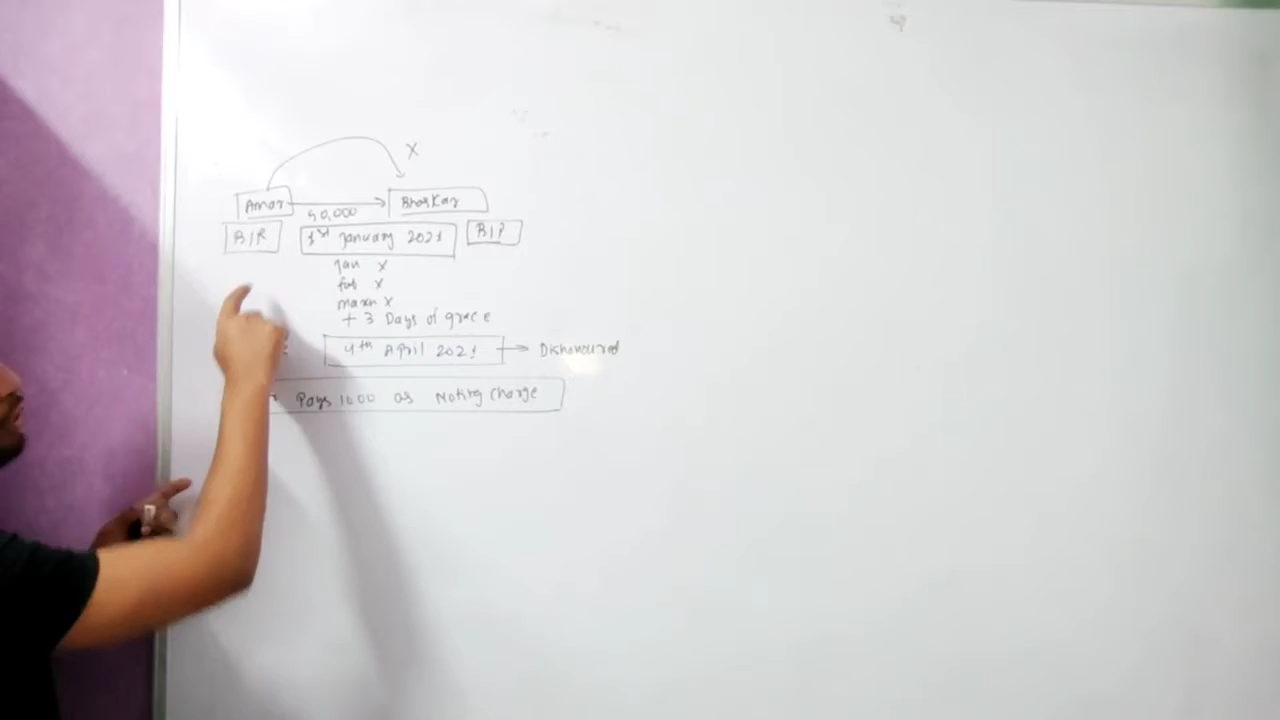 X
Amar Bhaskar
50,000
B/R 1st January 2021 B/P
Jan X
feb X
march X
+ 3 Days of grace
4th April 2021 → Dishonoured
Pays 1000 as Noting Charge